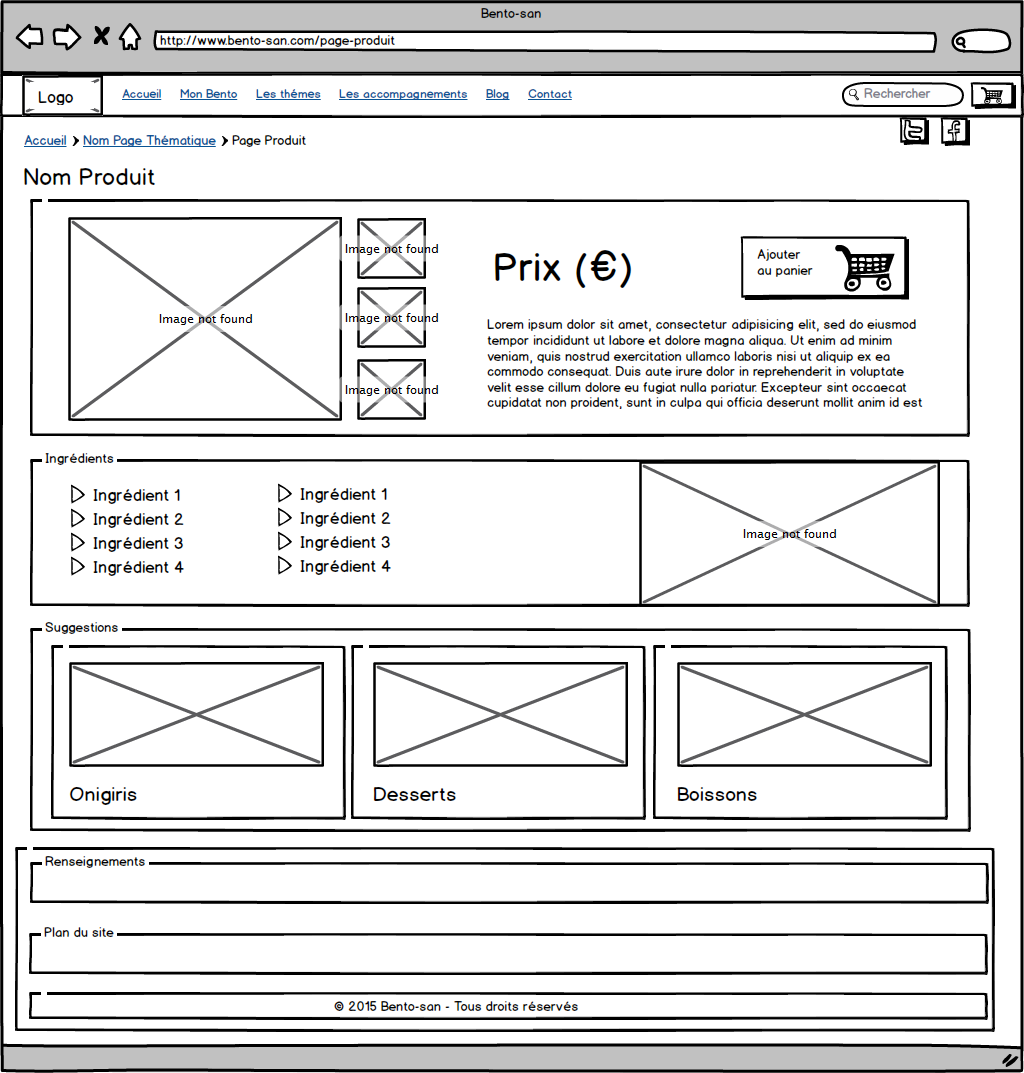 Bento-san
http://www.bento-san.com/page-produit
Logo
Accueil Mon Bento Les thèmes Les accompagnements Blog Contact
Rechercher
Accueil Nom Page Thématique Page Produit
Nom Produit
Image not found
Image not found
Image not found
Image not found
Prix (€)
Ajouter
au panier
Lorem ipsum dolor sit amet, consectetur adipisicing elit, sed do eiusmod
tempor incididunt ut labore et dolore magna aliqua. Ut enim ad minim
veniam, quis nostrud exercitation ullamco laboris nisi ut aliquip ex ea
commodo consequat. Duis aute irure dolor in reprehenderit in voluptate
velit esse cillum dolore eu fugiat nulla pariatur. Excepteur sint occaecat
cupidatat non proident, sunt in culpa qui officia deserunt mollit anim id est
Ingrédients
Ingrédient 1
Ingrédient 2
Ingrédient 3
Ingrédient 4
Ingrédient 1
Ingrédient 2
Ingrédient 3
Ingrédient 4
Image not found
Suggestions
Onigiris
Desserts
Boissons
Renseignements
Plan du site
© 2015 Bento-san - Tous droits réservés